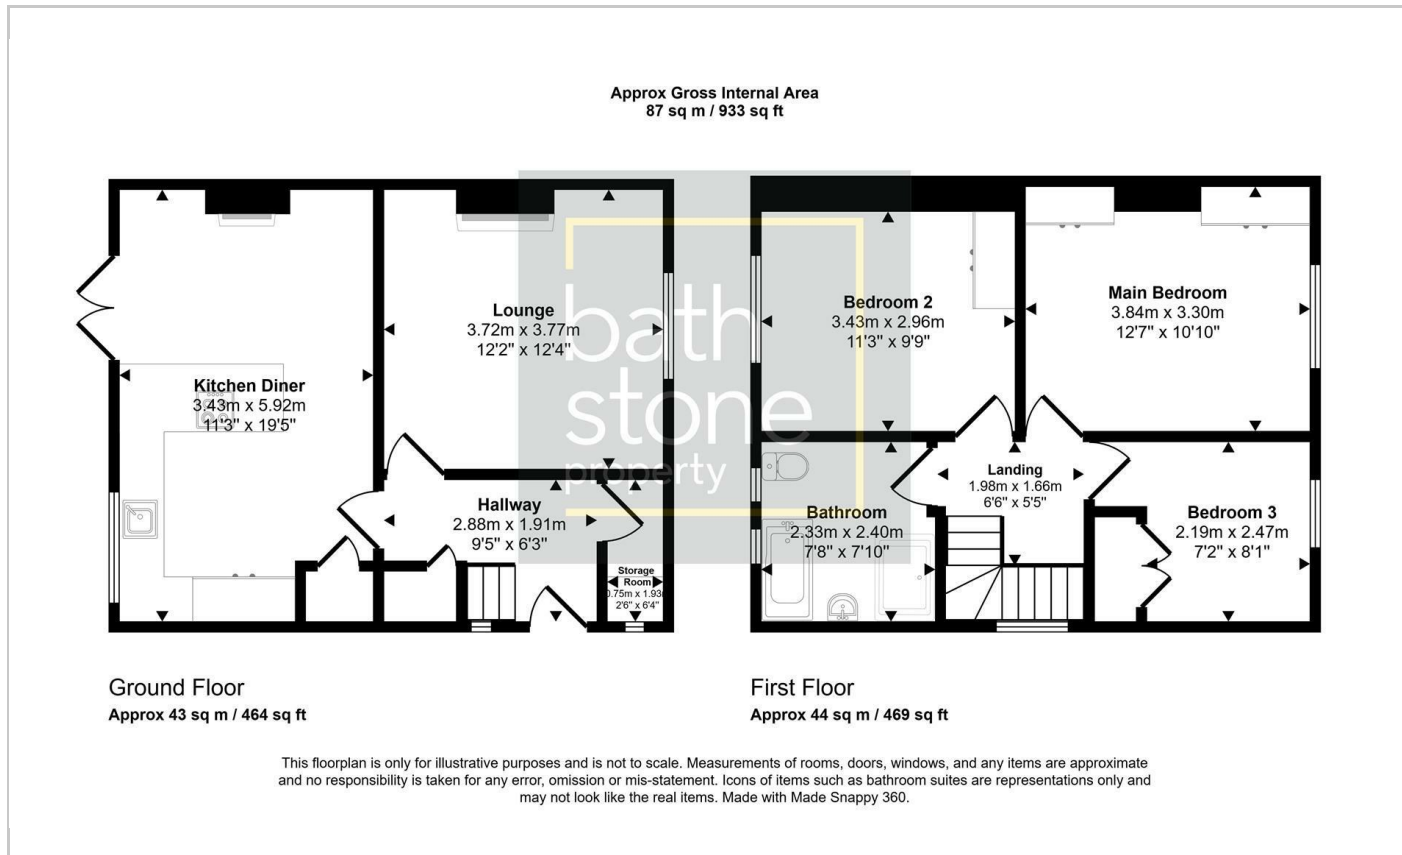 Approx Gross Internal Area
87 sq m / 933 sq ft
Kitchen Diner
3.43m x 5.92m
11'3" x 19'5"
Lounge
3.72m x 3.77m
12'2" x 12'4"
Hallway
2.88m x 1.91m
9'5" x 6'3"
Storage
Room
0.75m x 1.93m
2'6" x 6'4"
bath
stone
property
Bedroom 2
3.43m x 2.96m
11'3" x 9'9"
Main Bedroom
3.84m x 3.30m
12'7" x 10'10"
Landing
1.98m x 1.66m
6'6" x 5'5"
Bathroom
2.33m x 2.40m
7'8" x 7'10"
Bedroom 3
2.19m x 2.47m
7'2" x 8'1"
Ground Floor
Approx 43 sq m / 464 sq ft
First Floor
Approx 44 sq m / 469 sq ft
This floorplan is only for illustrative purposes and is not to scale. Measurements of rooms, doors, windows, and any items are approximate
and no responsibility is taken for any error, omission or mis-statement. Icons of items such as bathroom suites are representations only and
may not look like the real items. Made with Made Snappy 360.